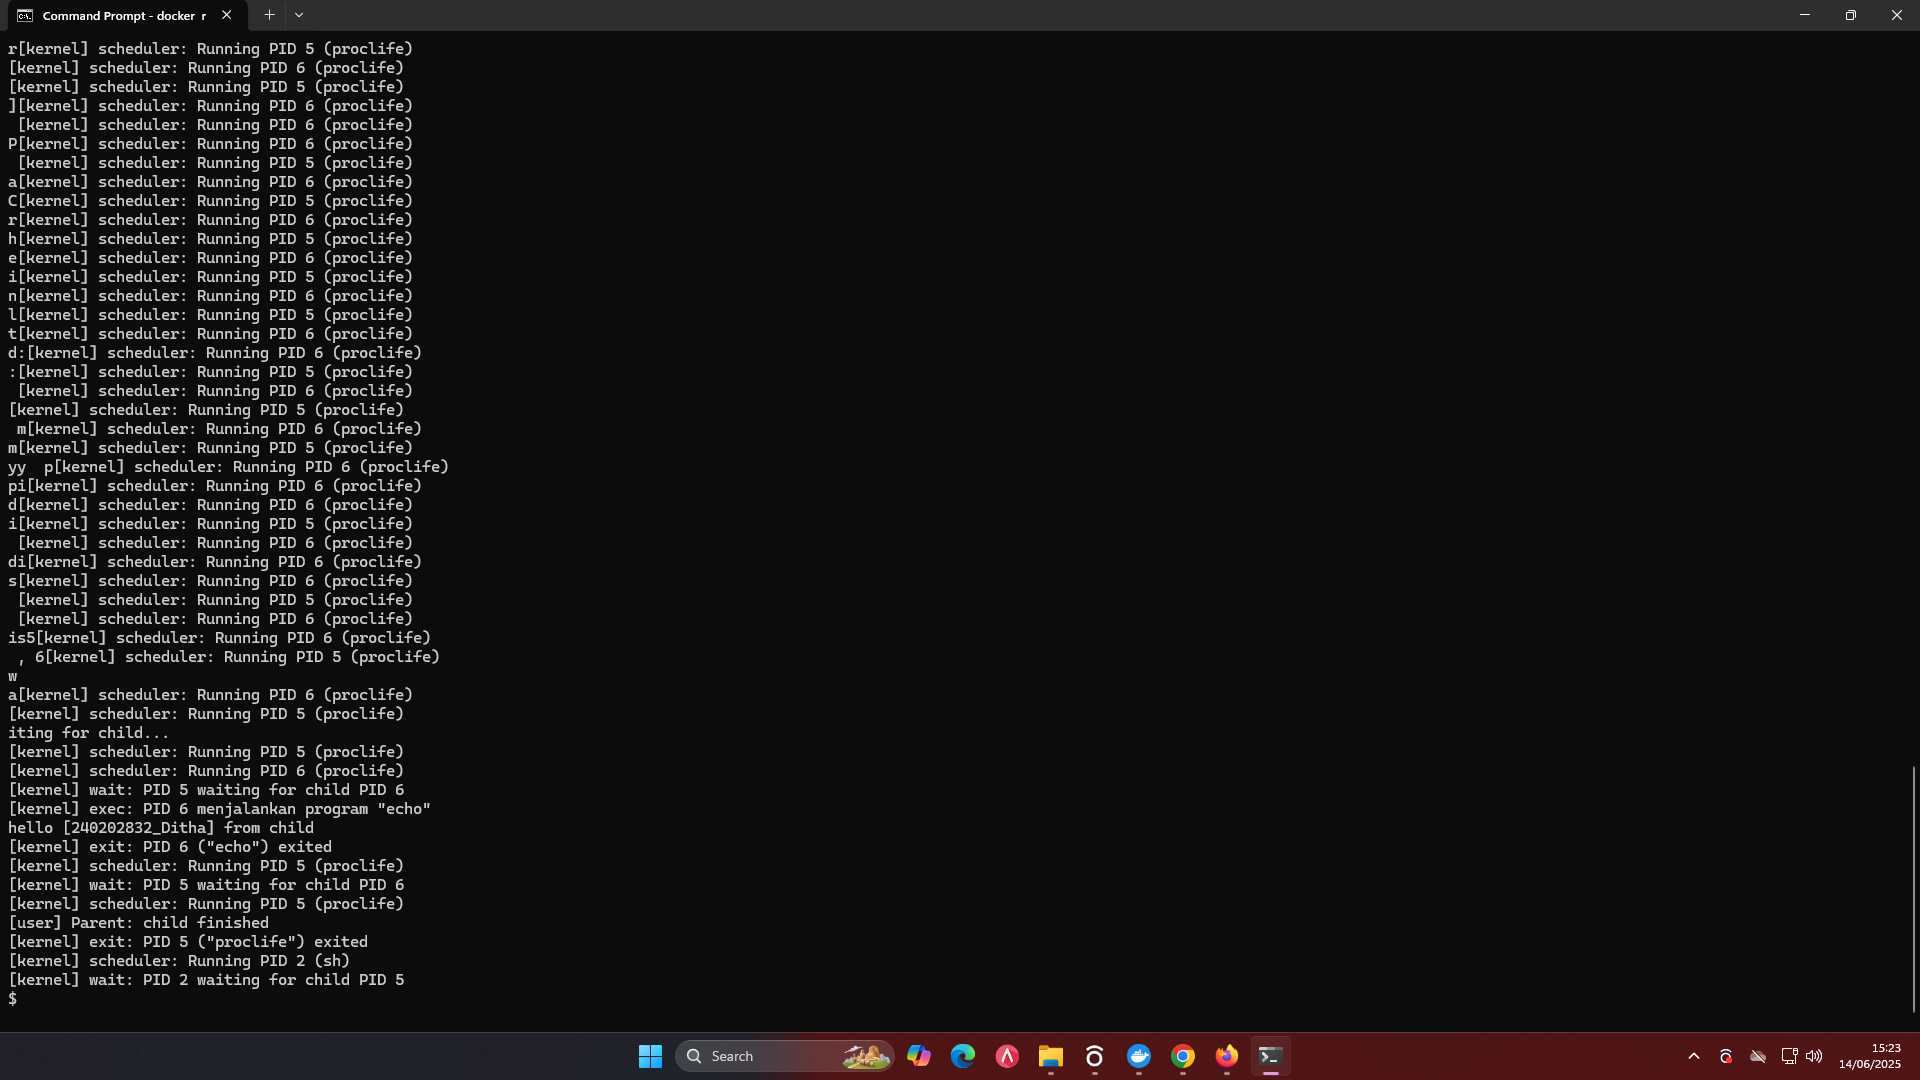 Command Prompt - docker  r
r[kernel] scheduler: Running PID 5 (proclife)
[kernel] scheduler: Running PID 6 (proclife)
[kernel] scheduler: Running PID 5 (proclife)
][kernel] scheduler: Running PID 6 (proclife)
 [kernel] scheduler: Running PID 6 (proclife)
P[kernel] scheduler: Running PID 6 (proclife)
 [kernel] scheduler: Running PID 5 (proclife)
a[kernel] scheduler: Running PID 6 (proclife)
C[kernel] scheduler: Running PID 5 (proclife)
r[kernel] scheduler: Running PID 6 (proclife)
h[kernel] scheduler: Running PID 5 (proclife)
e[kernel] scheduler: Running PID 6 (proclife)
i[kernel] scheduler: Running PID 5 (proclife)
n[kernel] scheduler: Running PID 6 (proclife)
l[kernel] scheduler: Running PID 5 (proclife)
t[kernel] scheduler: Running PID 6 (proclife)
d:[kernel] scheduler: Running PID 6 (proclife)
:[kernel] scheduler: Running PID 5 (proclife)
 [kernel] scheduler: Running PID 6 (proclife)
[kernel] scheduler: Running PID 5 (proclife)
 m[kernel] scheduler: Running PID 6 (proclife)
m[kernel] scheduler: Running PID 5 (proclife)
yy  p[kernel] scheduler: Running PID 6 (proclife)
pi[kernel] scheduler: Running PID 6 (proclife)
d[kernel] scheduler: Running PID 6 (proclife)
i[kernel] scheduler: Running PID 5 (proclife)
 [kernel] scheduler: Running PID 6 (proclife)
di[kernel] scheduler: Running PID 6 (proclife)
s[kernel] scheduler: Running PID 6 (proclife)
 [kernel] scheduler: Running PID 5 (proclife)
 [kernel] scheduler: Running PID 6 (proclife)
is5[kernel] scheduler: Running PID 6 (proclife)
 , 6[kernel] scheduler: Running PID 5 (proclife)
w
a[kernel] scheduler: Running PID 6 (proclife)
[kernel] scheduler: Running PID 5 (proclife)
iting for child...
[kernel] scheduler: Running PID 5 (proclife)
[kernel] scheduler: Running PID 6 (proclife)
[kernel] wait: PID 5 waiting for child PID 6
[kernel] exec: PID 6 menjalankan program "echo"
hello [240202832_Ditha] from child
[kernel] exit: PID 6 ("echo") exited
[kernel] scheduler: Running PID 5 (proclife)
[kernel] wait: PID 5 waiting for child PID 6
[kernel] scheduler: Running PID 5 (proclife)
[user] Parent: child finished
[kernel] exit: PID 5 ("proclife") exited
[kernel] scheduler: Running PID 2 (sh)
[kernel] wait: PID 2 waiting for child PID 5
$
Search
15:23
14/06/2025